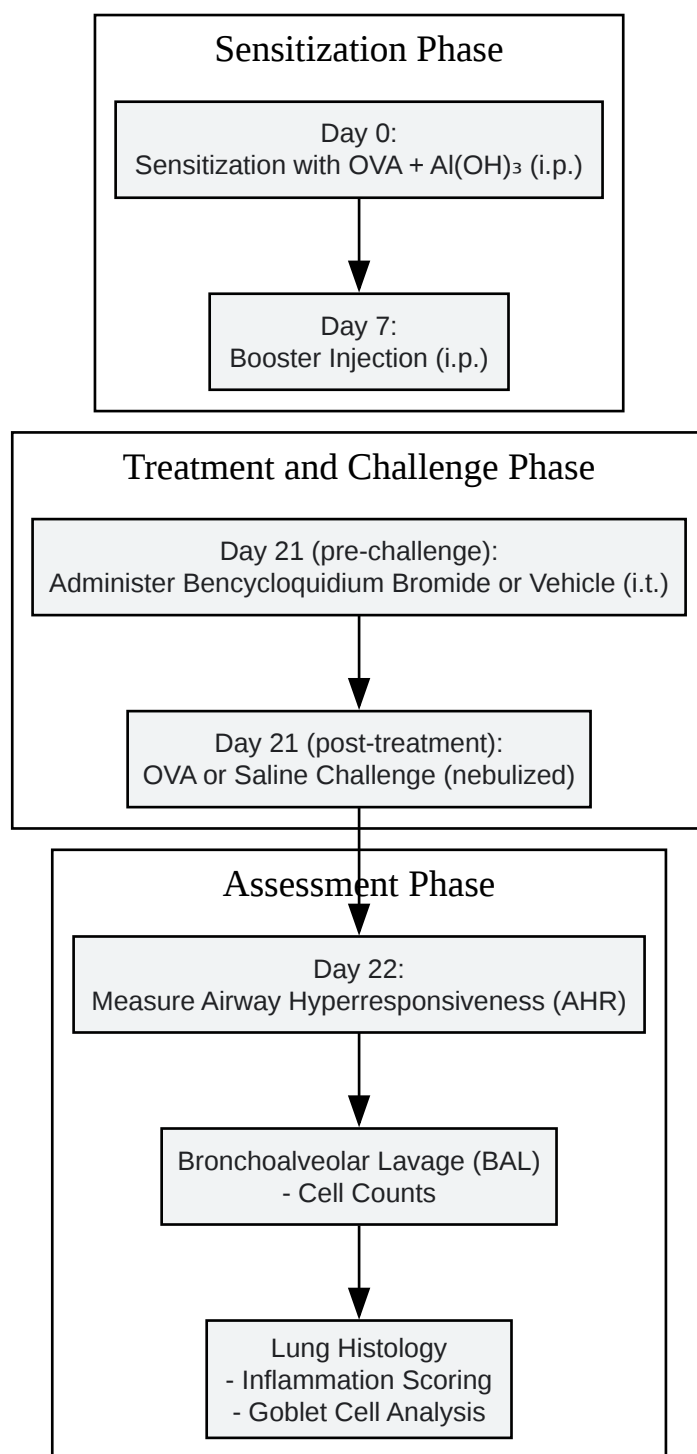 Sensitization Phase
Day 0:
Sensitization with OVA + Al(OH)₃ (i.p.)
Day 7:
Booster Injection (i.p.)
Treatment and Challenge Phase
Day 21 (pre-challenge):
Administer Bencycloquidium Bromide or Vehicle (i.t.)
Day 21 (post-treatment):
OVA or Saline Challenge (nebulized)
Assessment Phase
Day 22:
Measure Airway Hyperresponsiveness (AHR)
Bronchoalveolar Lavage (BAL)
- Cell Counts
Lung Histology
- Inflammation Scoring
- Goblet Cell Analysis